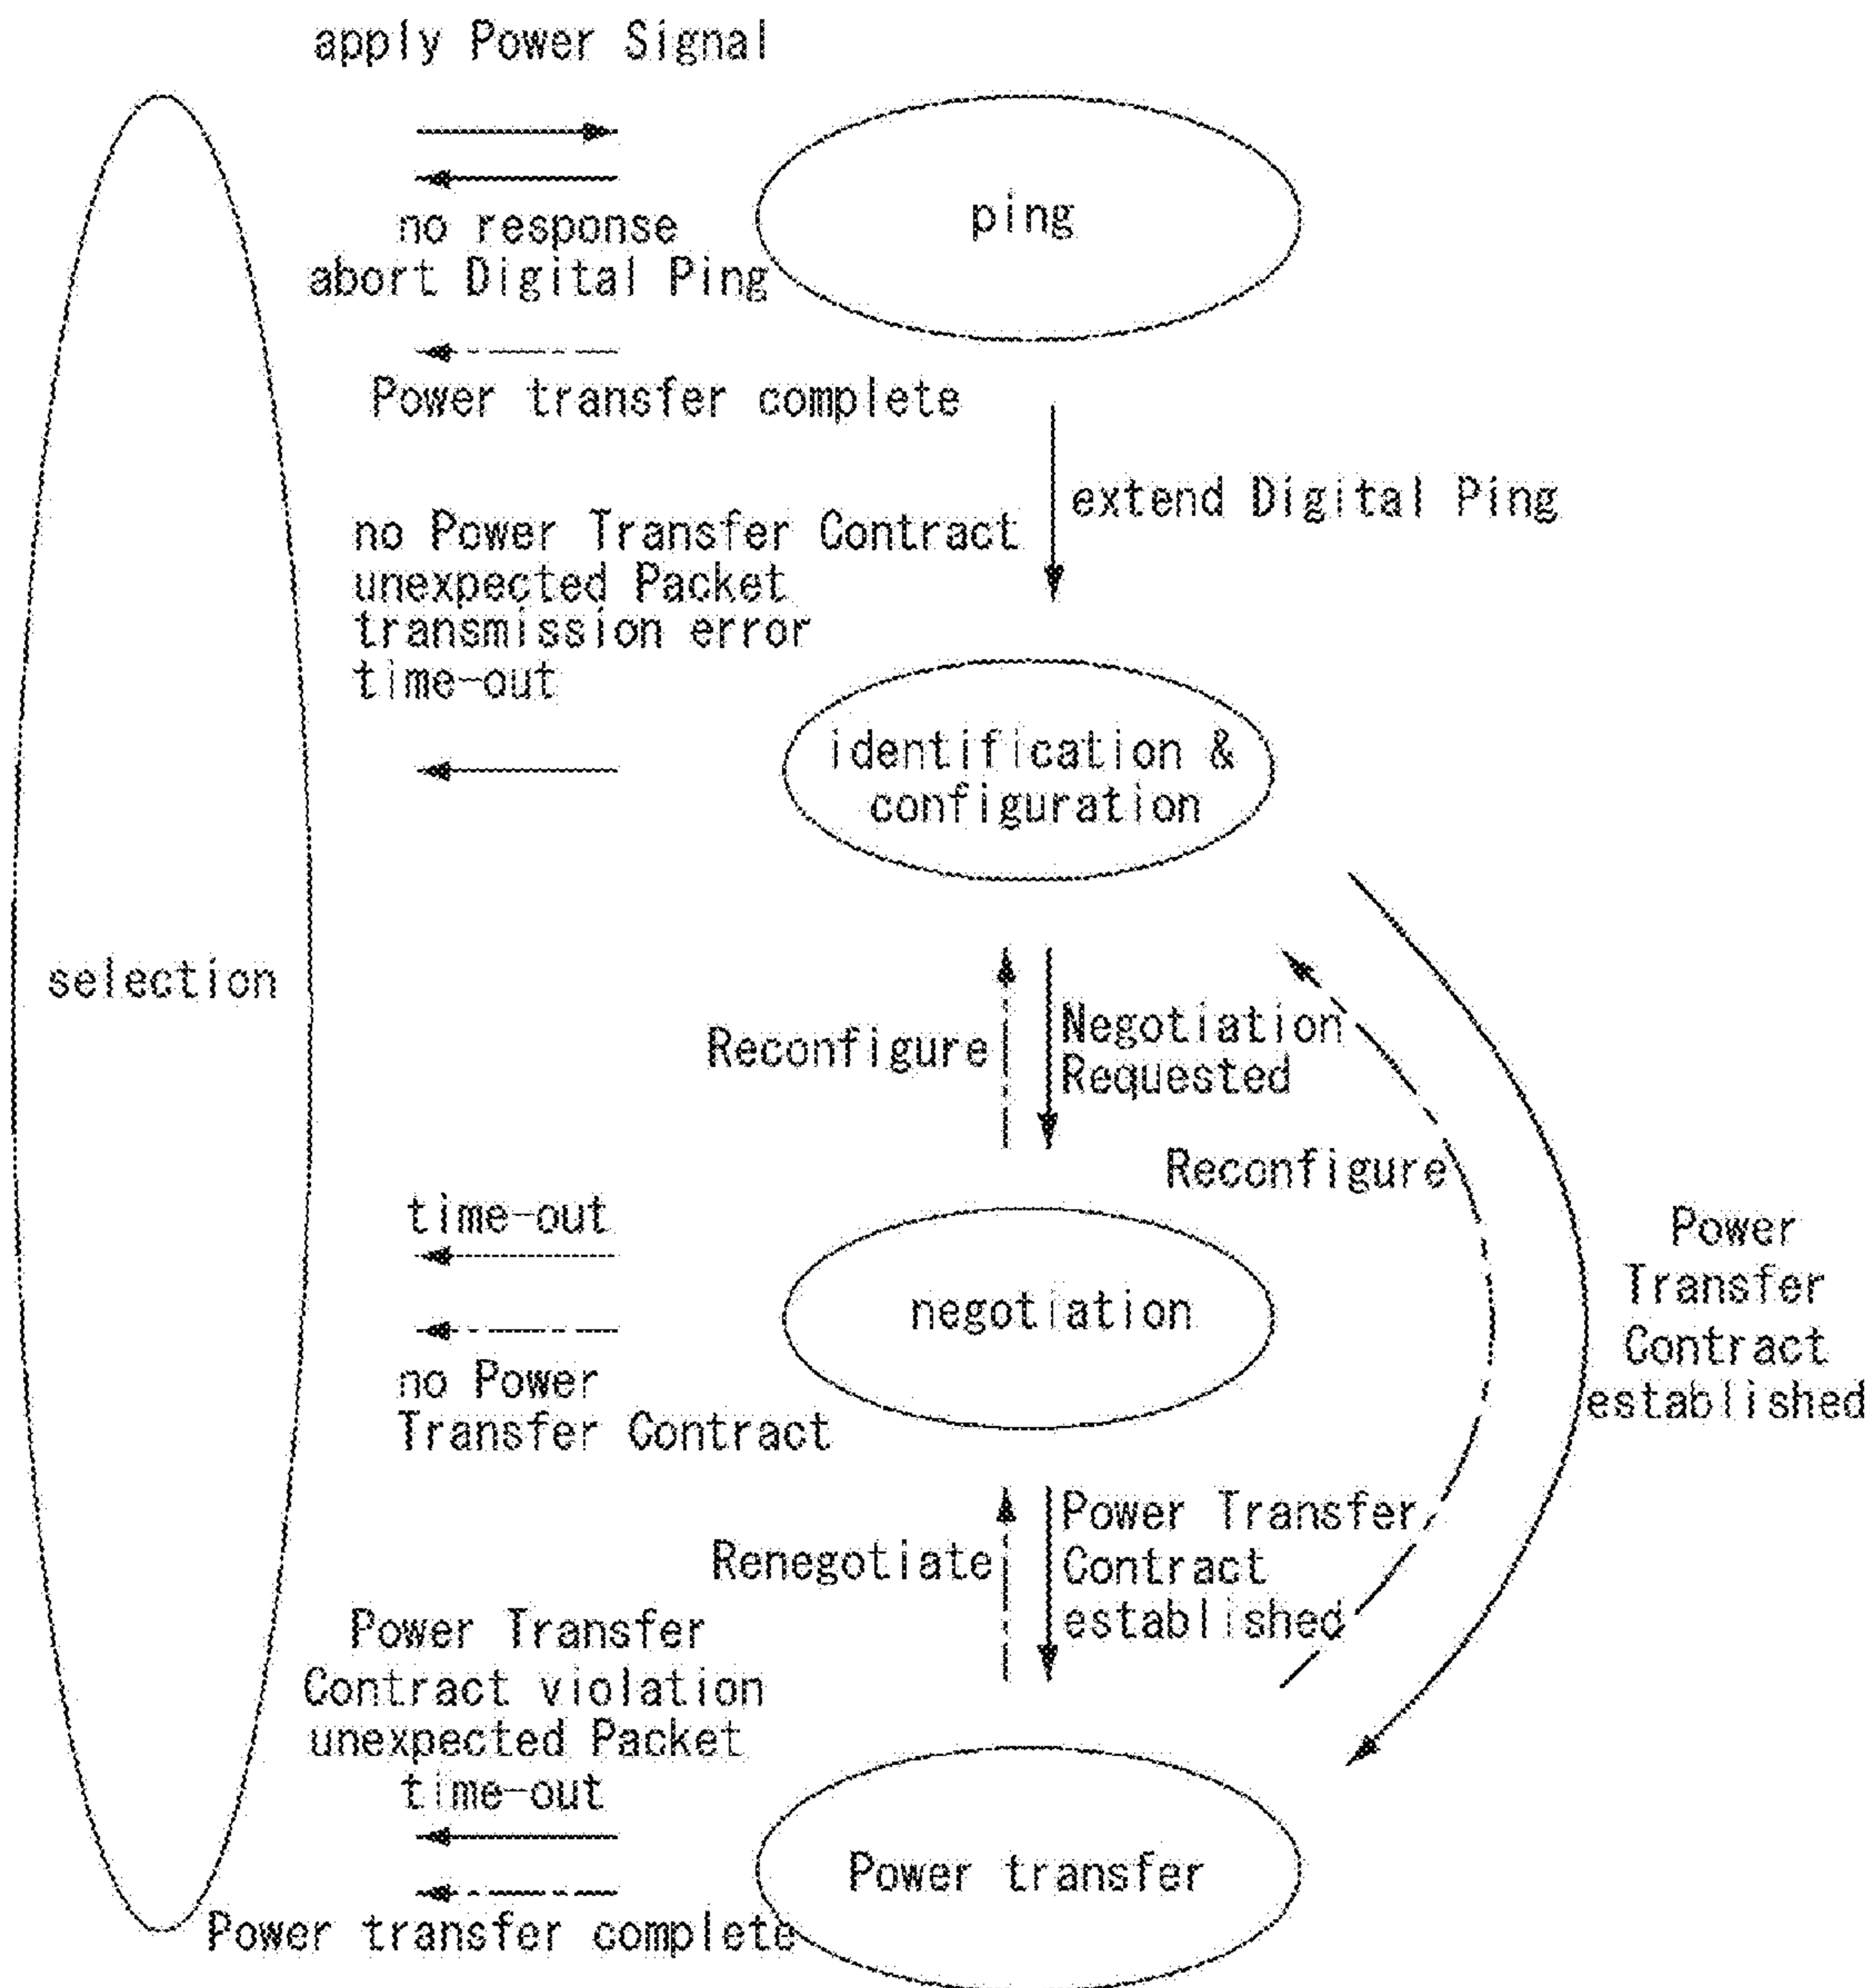 apply Power Signal
ping
no response
abort Digital Ping
Power transfer complete
extend Digital Ping
no Power Transfer Contract
unexpected Packet
transmission error
time-out
identification &
configuration
selection
Reconfigure
Negotiation
Requested
Reconfigure
time-out
negotiation
no Power
Transfer Contract
Power
Transfer
Contract
established
Renegotiate
Power Transfer
Contract
established
Power Transfer
Contract violation
unexpected Packet
time-out
Power transfer
Power transfer complete